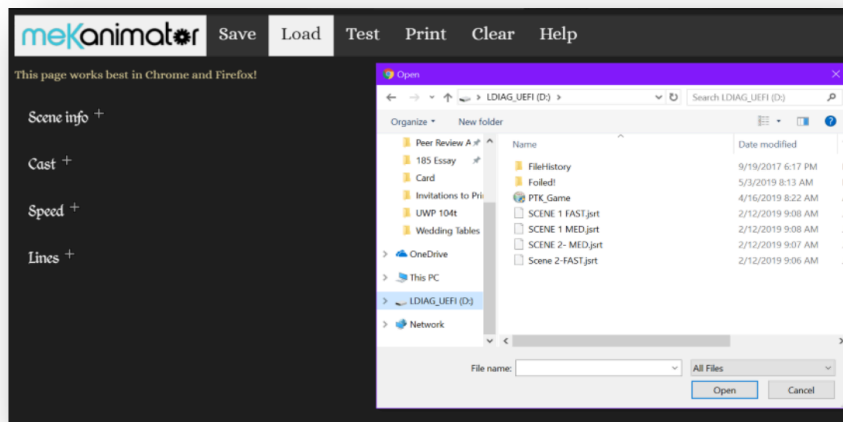 mekanimator Save Load Test Print Clear Help
This page works best in Chrome and Firefox!
Scene info +
Cast +
Speed +
Lines +
Open
LDIAG_UEFI (D:)
Search LDIAG_UEFI (D:)
Organize
New folder
Peer Review A
185 Essay
Card
Invitations to Pri
UWP 104t
Wedding Tables
OneDrive
This PC
LDIAG_UEFI (D:)
Network
Name Date modified
FileHistory 9/19/2017 6:17 PM
Foiled! 5/3/2019 8:13 AM
PTK_Game 4/16/2019 8:22 AM
SCENE 1 FAST.jsrt 2/12/2019 9:08 AM
SCENE 1 MED.jsrt 2/12/2019 9:08 AM
SCENE 2- MED.jsrt 2/12/2019 9:07 AM
Scene 2-FAST.jsrt 2/12/2019 9:06 AM
File name:
All Files
Open Cancel